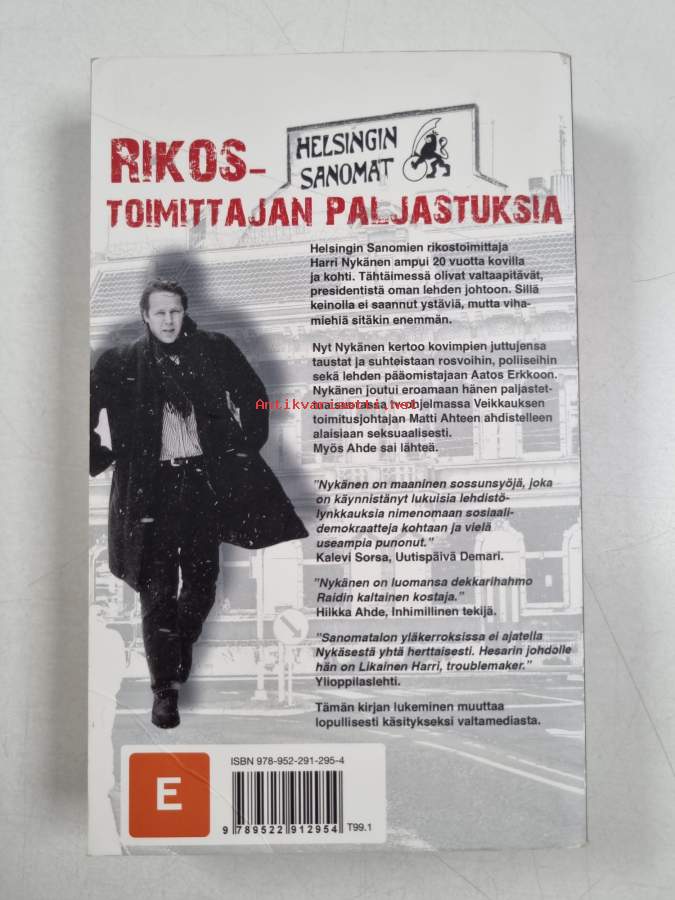 HELSINGIN
SANOMAT
RIKOS-
TOIMITTAJAN PALJASTUKSIA
Helsingin Sanomien rikostoimittaja
Harri Nykänen ampui 20 vuotta kovilla
ja kohti. Tähtäimessä olivat valtaapitävät,
presidentistä oman lehden johtoon. Sillä
keinolla ei saannut ystäviä, mutta viha-
miehiä sitäkin enemmän.
Nyt Nykänen kertoo kovimpien juttujensa
taustat ja suhteistaan rosvoihin, poliiseihin
sekä lehden pääomistajaan Aatos Erkkoon.
Nykänen joutui eroamaan hänen paljastet-
Antikvariaatti.net
toimitusjohtajan Matti Ahteen ahdistelleen
alaisiaan seksuaalisesti.
Myös Ahde sai lähteä.
"Nykänen on maaninen sossunsyöjä, joka
on käynnistänyt lukuisia lehdistö-
lynkkauksia nimenomaan sosiaali-
demokraatteja kohtaan ja vielä
useampia punonut."
Kalevi Sorsa, Uutispäivä Demari.
"Nykänen on luomansa dekkarihahmo
Raidin kaltainen kostaja."
Hilkka Ahde, Inhimillinen tekijä.
"Sanomatalon yläkerroksissa ei ajatella
Nykäsestä yhtä herttaisesti. Hesarin johdolle
hän on Likainen Harri, troublemaker."
Ylioppilaslehti.
Tämän kirjan lukeminen muuttaa
lopullisesti käsitykseksi valtamediasta.
E
ISBN 978-952-291-295-4
9 789522 912954
T99.1